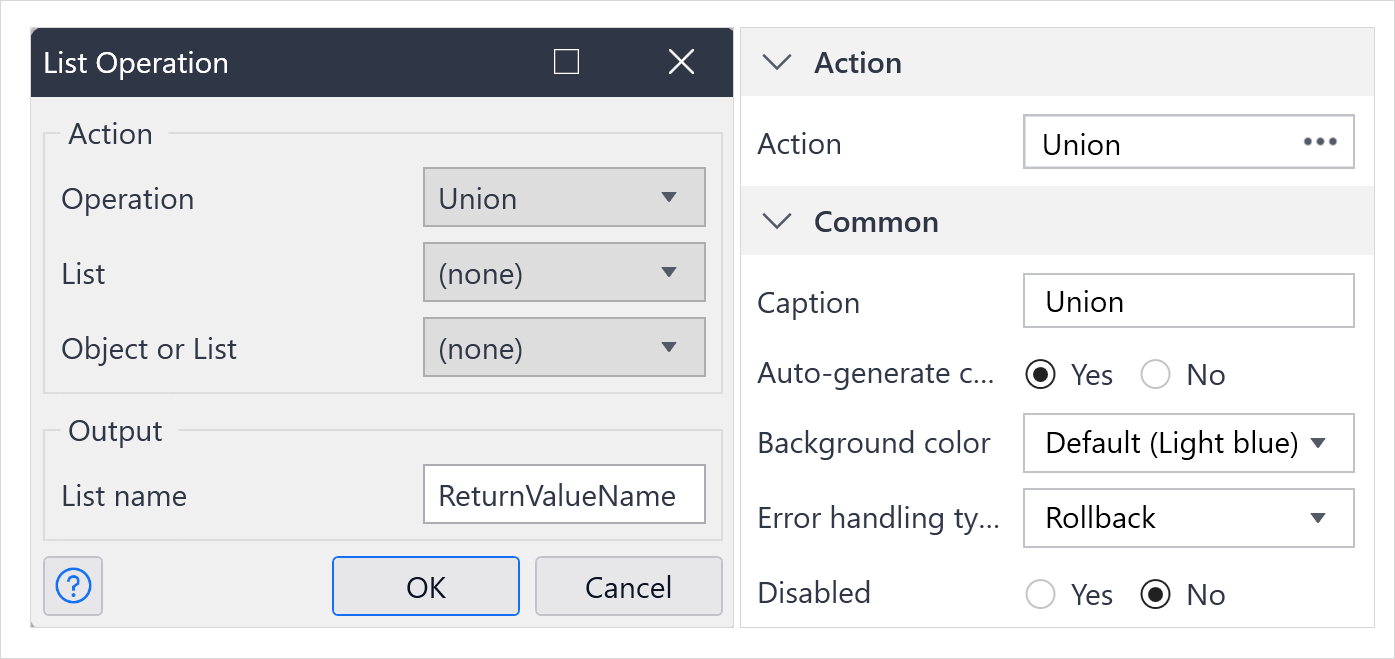 List Operation
Action
Operation
Union
List
(none)
Object or List
(none)
Output
List name
ReturnValueName
?
OK
Cancel
Action
Action
Union
Common
Caption
Union
Auto-generate c...
Yes
No
Background color
Default (Light blue)
Error handling ty...
Rollback
Disabled
Yes
No